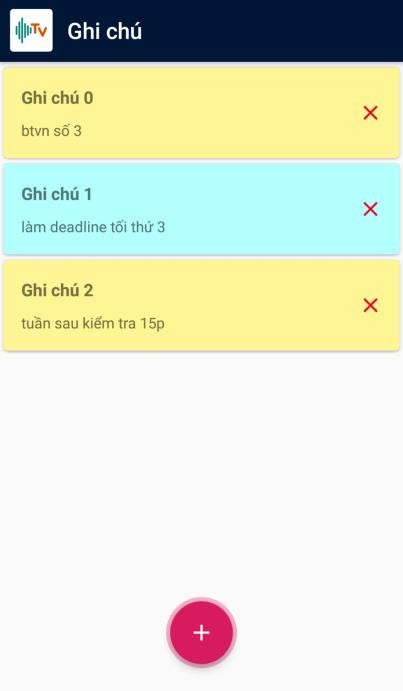 TV
Ghi chú
Ghi chú 0
btvn số 3
Ghi chú 1
làm deadline tối thứ 3
Ghi chú 2
tuần sau kiểm tra 15p